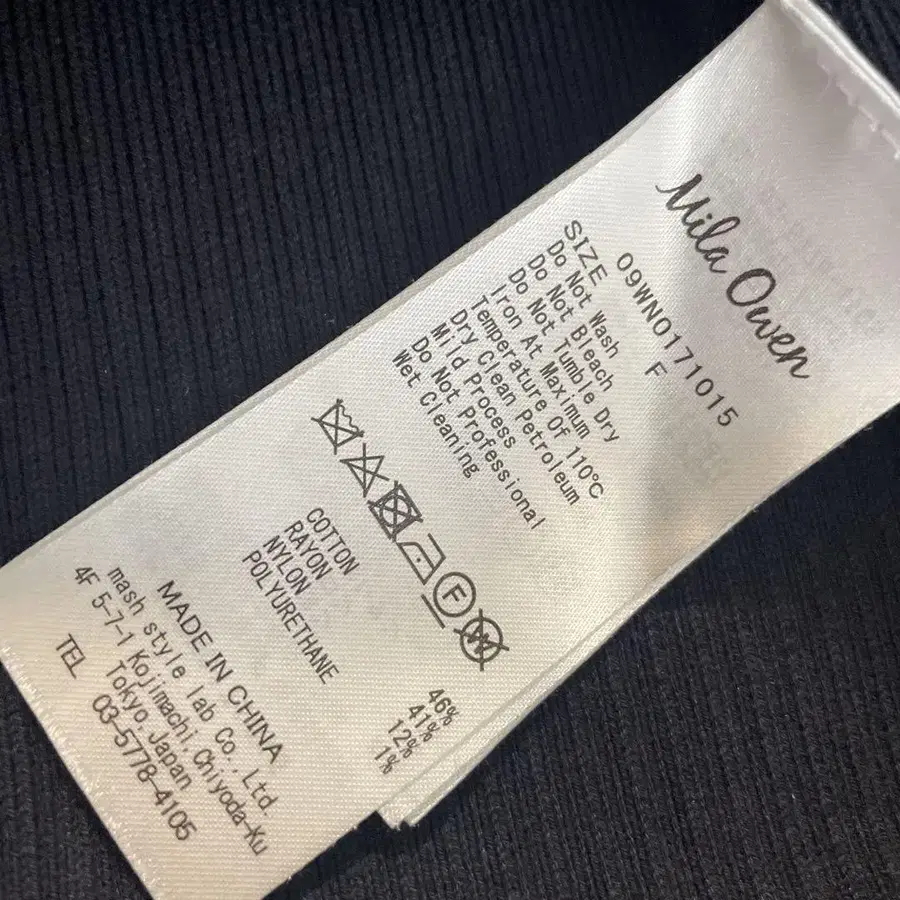 Mila Owen
09WN0171015
SIZE F
Do Not Wash
Do Not Bleach
Do Not Tumble Dry
Iron At Maximum
Temperature Of 110℃
Dry Clean Petroleum
Mild Process
Do Not Professional
Wet Cleaning
F W
COTTON 46%
RAYON 41%
NYLON 12%
POLYURETHANE 1%
MADE IN CHINA
mash style lab Co.,Ltd.
4F 5-7-1 Kojimachi,Chiyoda-Ku
Tokyo,Japan
TEL 03-5778-4105